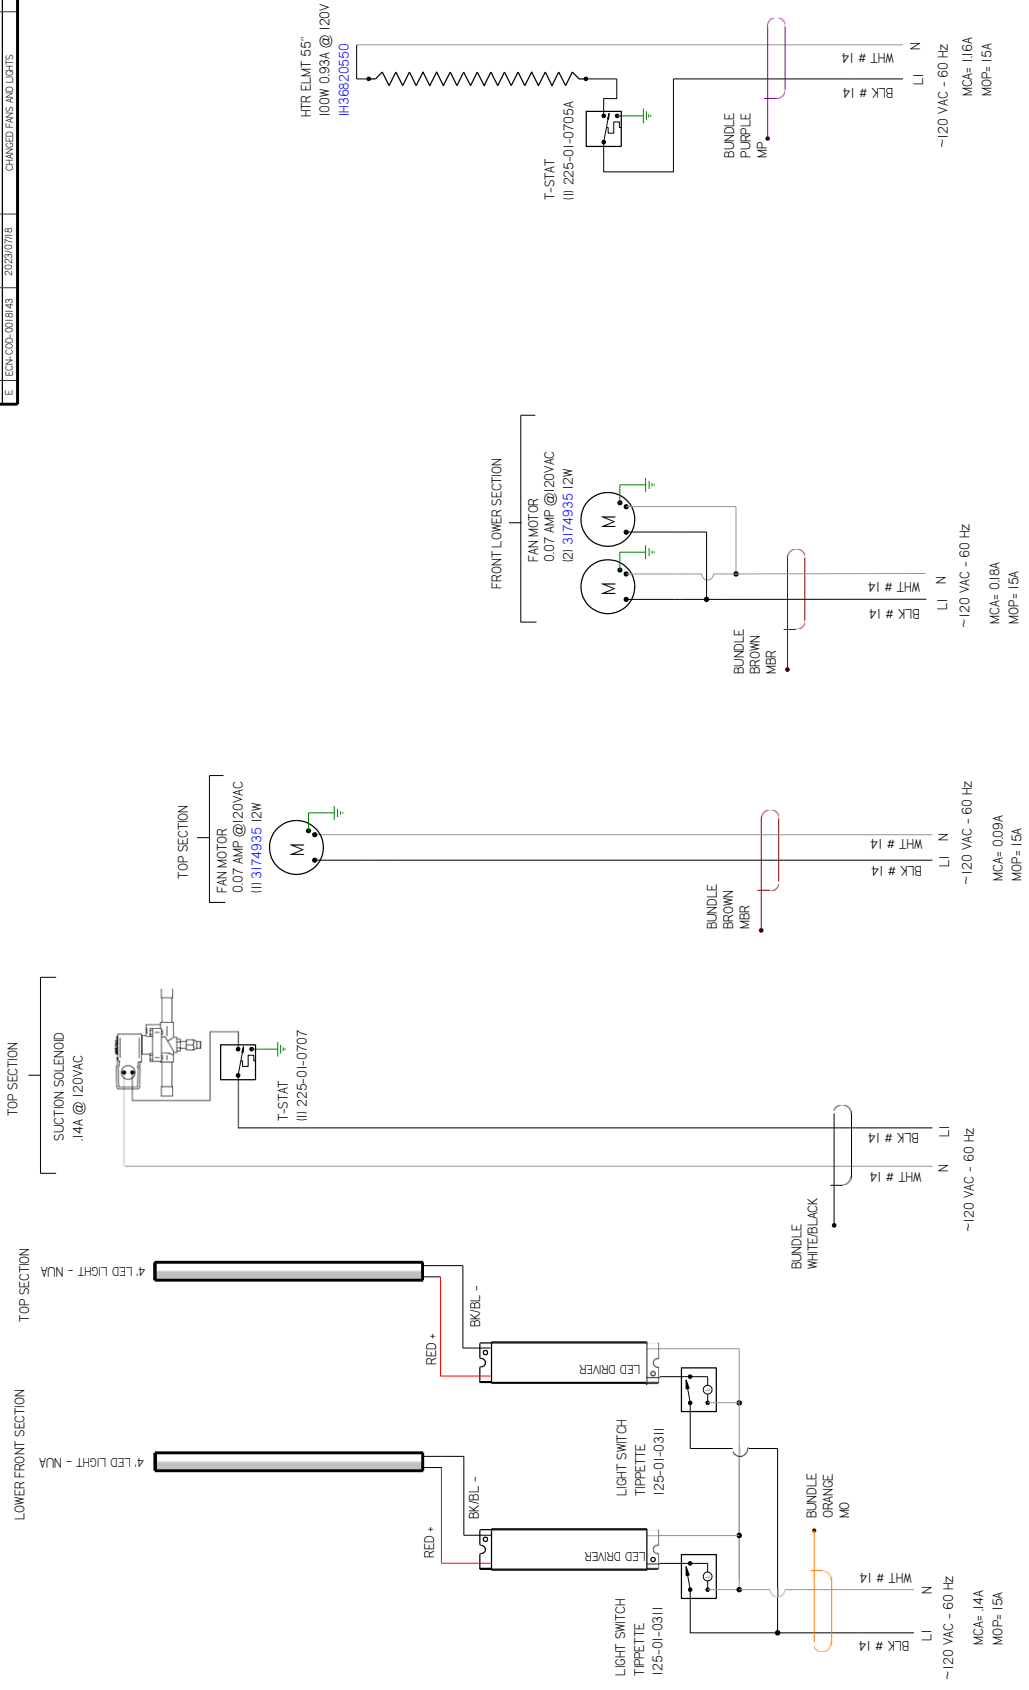 E ECN-COD-0018143 2023/07/18 CHANGED FANS AND LIGHTS
HTR ELMT 55"
100W 0.93A @ 120V
1H36820550
T-STAT
(1) 225-01-0705A
BUNDLE
PURPLE
MP
WHT # 14
BLK # 14
N
L1
~120 VAC - 60 Hz
MCA= 1.16A
MOP= 15A
FRONT LOWER SECTION
FAN MOTOR
0.07 AMP @120VAC
(2) 3174935 12W
M
M
BUNDLE
BROWN
MBR
WHT # 14
BLK # 14
N
L1
~120 VAC - 60 Hz
MCA= 0.18A
MOP= 15A
TOP SECTION
FAN MOTOR
0.07 AMP @120VAC
(1) 3174935 12W
M
BUNDLE
BROWN
MBR
WHT # 14
BLK # 14
N
L1
~120 VAC - 60 Hz
MCA= 0.09A
MOP= 15A
TOP SECTION
SUCTION SOLENOID
.14A @ 120VAC
T-STAT
(1) 225-01-0707
BUNDLE
WHITE/BLACK
BLK # 14
WHT # 14
L1
N
~120 VAC - 60 Hz
TOP SECTION
4' LED LIGHT - NUA
RED +
BK/BL -
LED DRIVER
LIGHT SWITCH
TIPPETTE
125-01-0311
L
LOWER FRONT SECTION
4' LED LIGHT - NUA
RED +
BK/BL -
LED DRIVER
LIGHT SWITCH
TIPPETTE
125-01-0311
L
BUNDLE
ORANGE
MO
WHT # 14
BLK # 14
N
L1
~120 VAC - 60 Hz
MCA= .14A
MOP= 15A